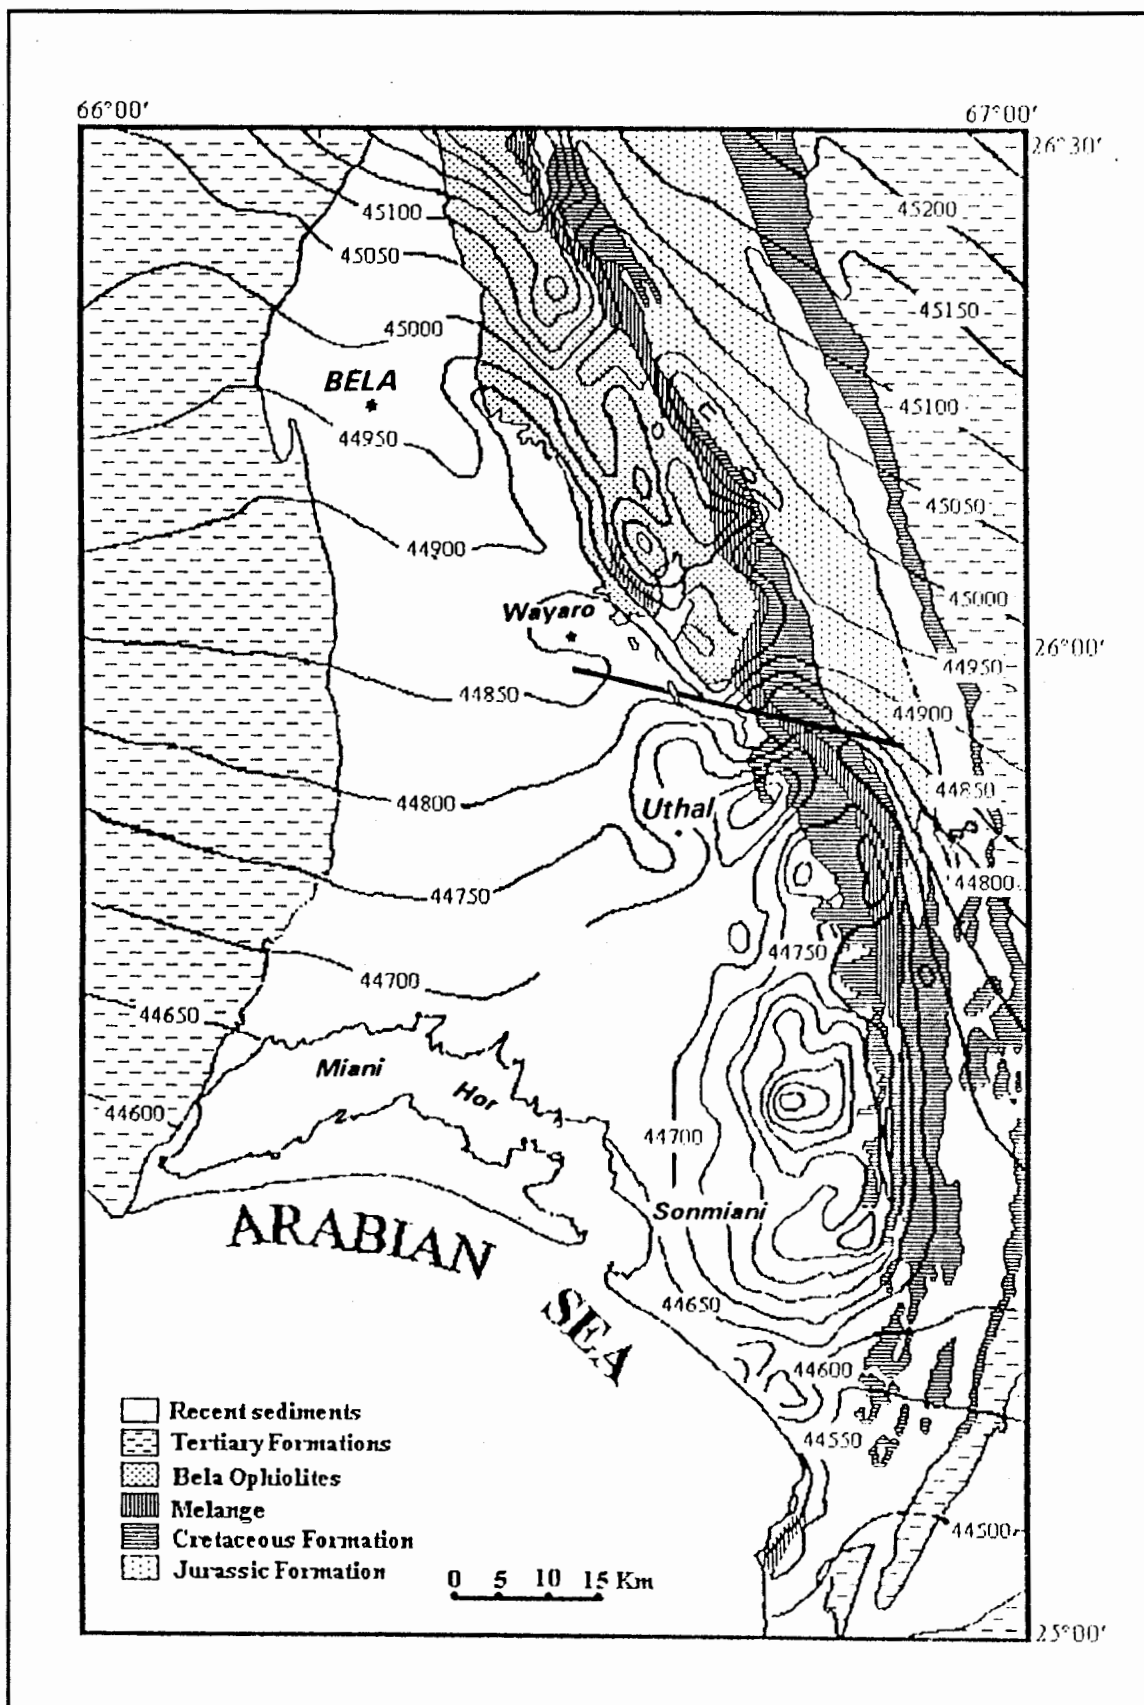 66°00′
67°00′
26°30′
45100
45200
45050
45150
45000
BELA
45100
44950
E
45050
44900
45000
Wayaro
26°00′
44950
44850
44900
44800
44850
Uthal
44800
44750
44750
44700
44650
Miani
Hor
44600
44700
Sonmiani
ARABIAN
SEA
44650
44600
44550
44500
Recent sediments
Tertiary Formations
Bela Ophiolites
Melange
Cretaceous Formation
Jurassic Formation
0 5 10 15 Km
25°00′